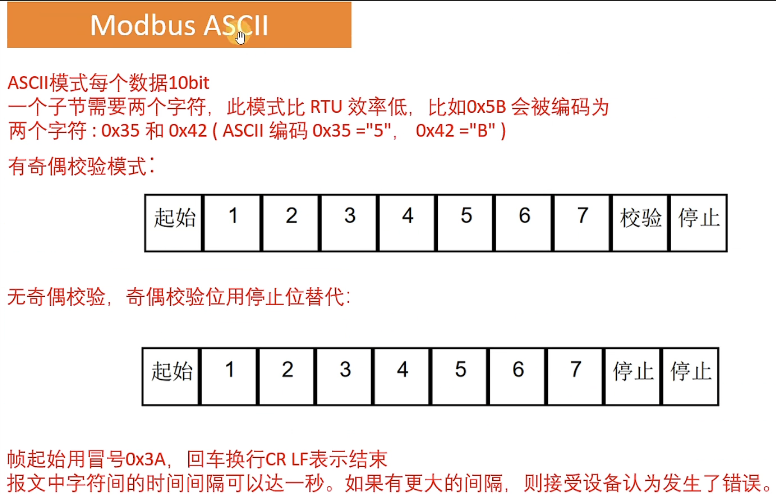 Modbus ASCII
ASCII模式每个数据10bit
一个子节需要两个字符，此模式比 RTU 效率低，比如0x5B 会被编码为
两个字符 : 0x35 和 0x42 ( ASCII 编码 0x35 ="5"， 0x42 ="B" )
有奇偶校验模式：
起始 1 2 3 4 5 6 7 校验 停止
无奇偶校验，奇偶校验位用停止位替代：
起始 1 2 3 4 5 6 7 停止 停止
帧起始用冒号0x3A，回车换行CR LF表示结束
报文中字符间的时间间隔可以达一秒。如果有更大的间隔，则接受设备认为发生了错误。